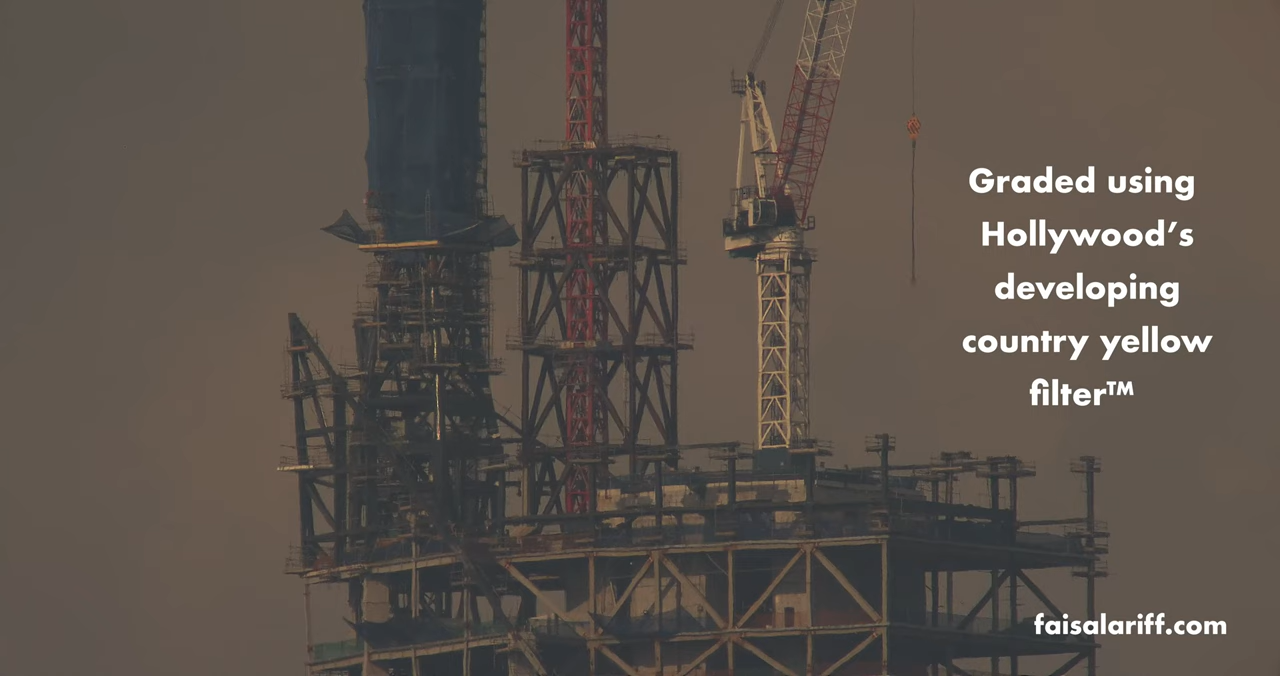 Graded using
Hollywood’s
developing
country yellow
filter™
faisalariff.com